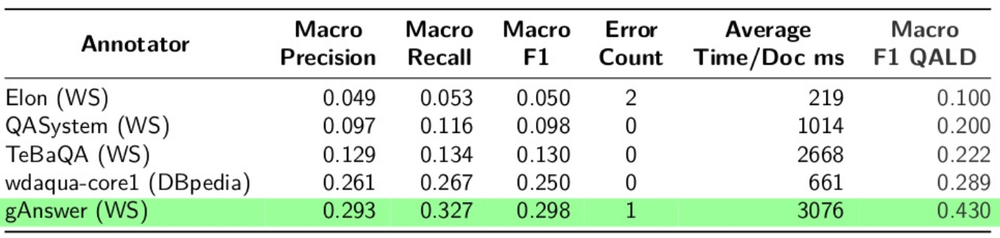 Annotator Macro Precision Macro Recall Macro F1 Error Count Average Time/Doc ms Macro F1 QALD
Elon (WS) 0.049 0.053 0.050 2 219 0.100
QASystem (WS) 0.097 0.116 0.098 0 1014 0.200
TeBaQA (WS) 0.129 0.134 0.130 0 2668 0.222
wdaqua-core1 (DBpedia) 0.261 0.267 0.250 0 661 0.289
gAnswer (WS) 0.293 0.327 0.298 1 3076 0.430